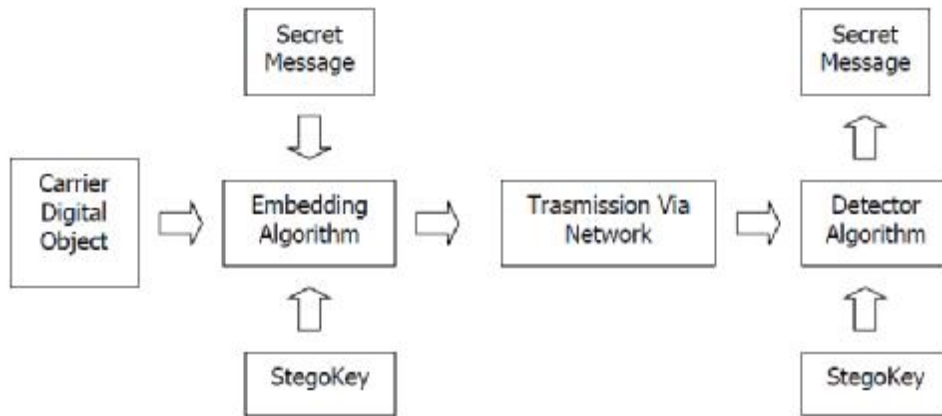 Secret
Message
Secret
Message
Carrier
Digital
Object
Embedding
Algorithm
Trasmission Via
Network
Detector
Algorithm
StegoKey
StegoKey